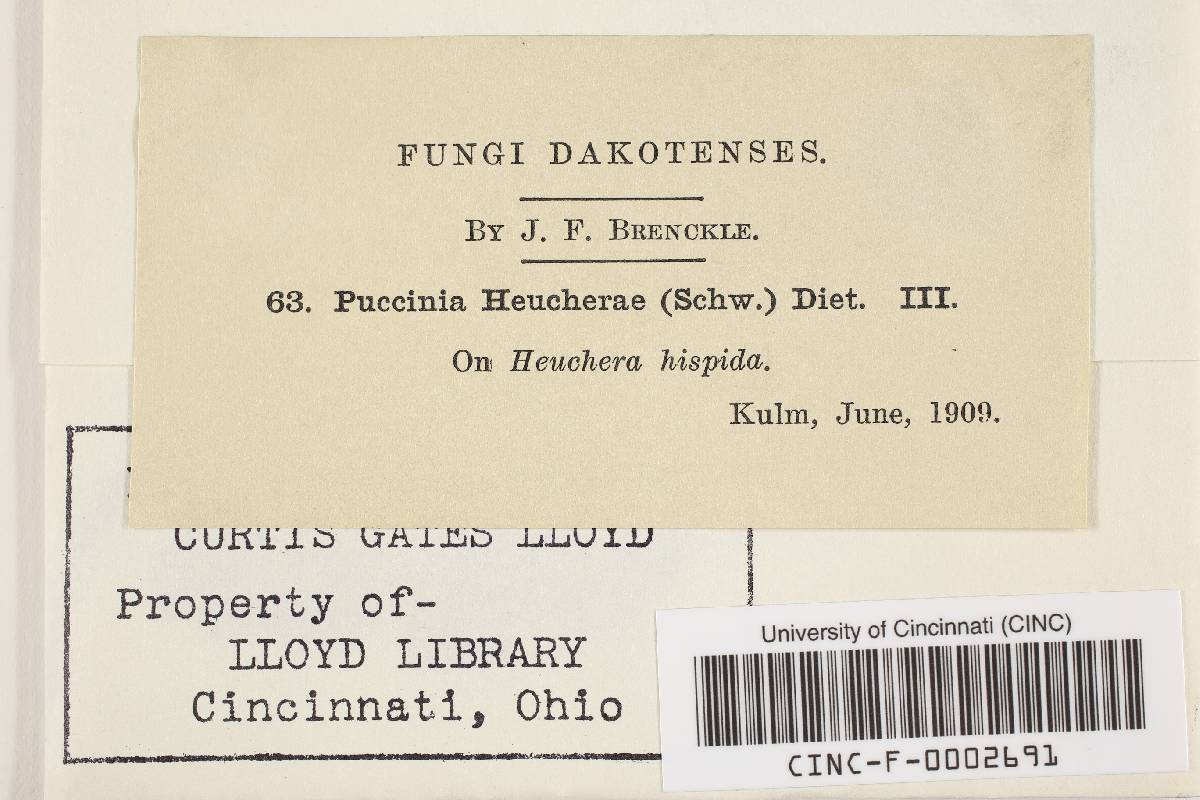 FUNGI DAKOTENSES.
By J. F. Brenckle.
63. Puccinia Heucherae (Schw.) Diet. III.
On Heuchera hispida.
Kulm, June, 1909.
CURTIS GATES LLOYD
Property of-
LLOYD LIBRARY
Cincinnati, Ohio
University of Cincinnati (CINC)
CINC-F-0002691